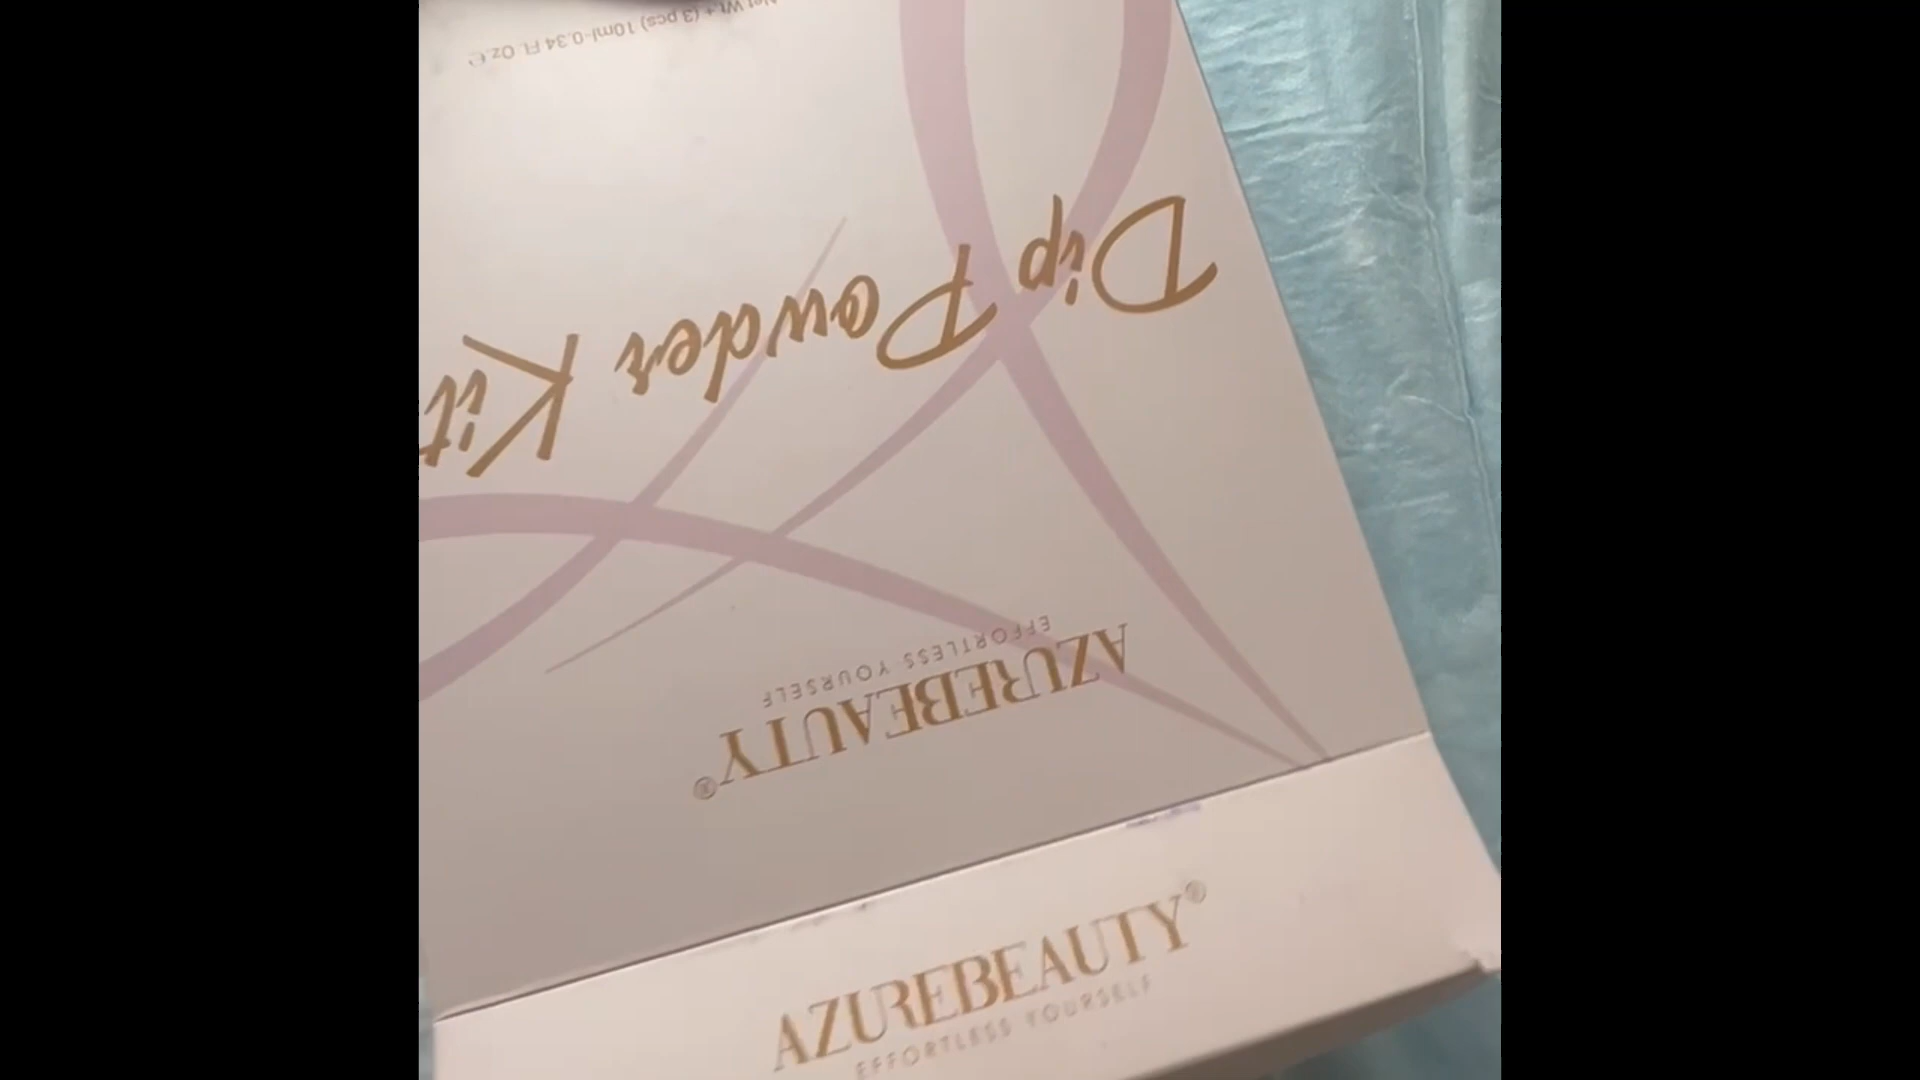 AZUREBEAUTY®
EFFORTLESS YOURSELF
Dip Powder Kit
Net Wt.+ (3 pcs) 10ml-0.34 Fl. Oz.
AZUREBEAUTY®
EFFORTLESS YOURSELF